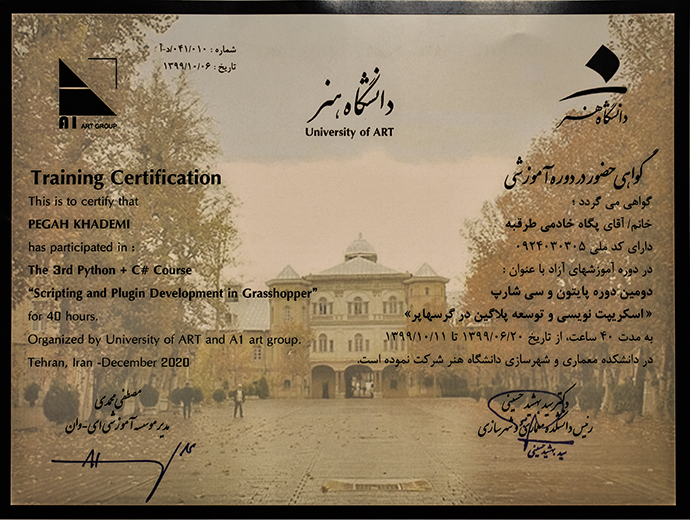 شماره : ۰۴۱/۰۱۰/د-آ
تاریخ : ۱۳۹۹/۱۰/۰۶
A1 ART GROUP
دانشگاه هنر
University of ART
دانشگاه هنر
Training Certification
This is to certify that
PEGAH KHADEMI
has participated in :
The 3rd Python + C# Course
“Scripting and Plugin Development in Grasshopper”
for 40 hours.
Organized by University of ART and A1 art group.
Tehran, Iran -December 2020
گواهی حضور در دوره آموزشی
گواهی می گردد ؛
خانم/ آقای پگاه خادمی طرقبه
دارای کد ملی ۰۹۲۴۰۳۰۳۰۵
در دوره آموزشهای آزاد با عنوان :
دومین دوره پایتون و سی شارپ
« اسکریپت نویسی و توسعه پلاگین در گرسهاپر»
به مدت ۴۰ ساعت، از تاریخ ۱۳۹۹/۰۶/۲۰ تا ۱۳۹۹/۱۰/۱۱
در دانشکده معماری و شهرسازی دانشگاه هنر شرکت نموده است.
مصطفی محمدی
مدیر موسسه آموزشی ای-وان
A1
دکتر سید بهشید حسینی
رئیس دانشکده معماری و شهرسازی
سید بهشید حسینی